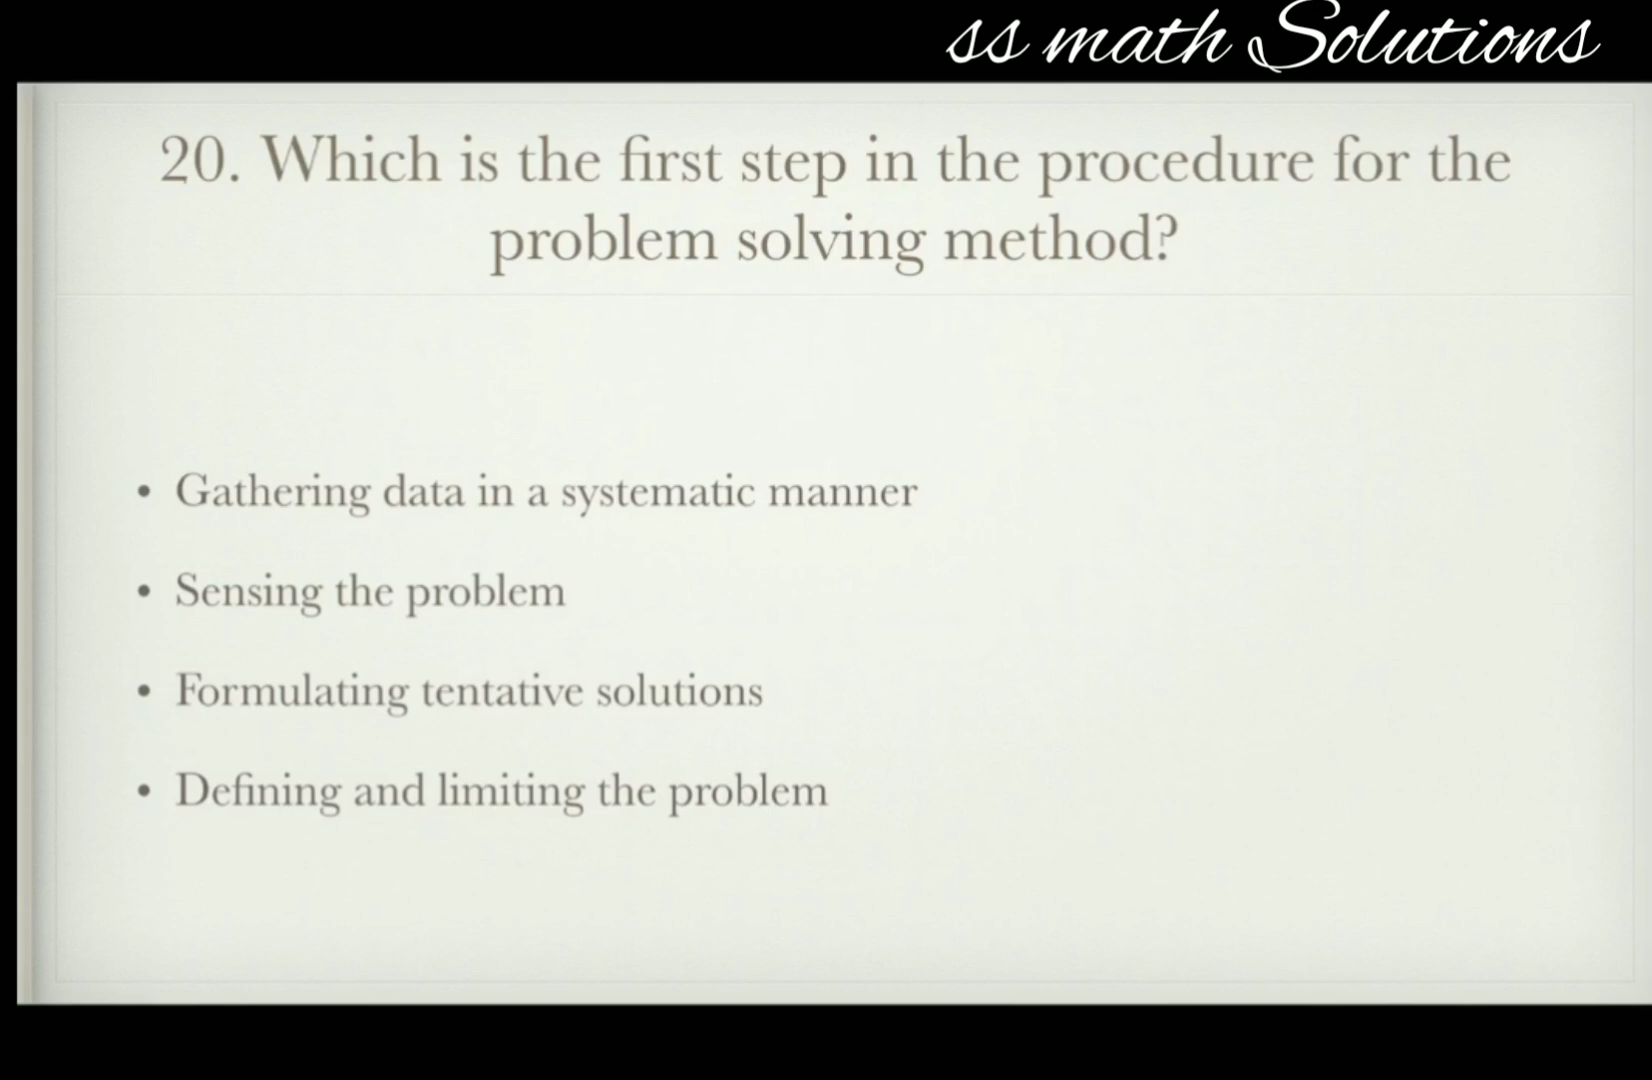 ss math Solutions
20. Which is the first step in the procedure for the
problem solving method?
• Gathering data in a systematic manner
• Sensing the problem
• Formulating tentative solutions
• Defining and limiting the problem